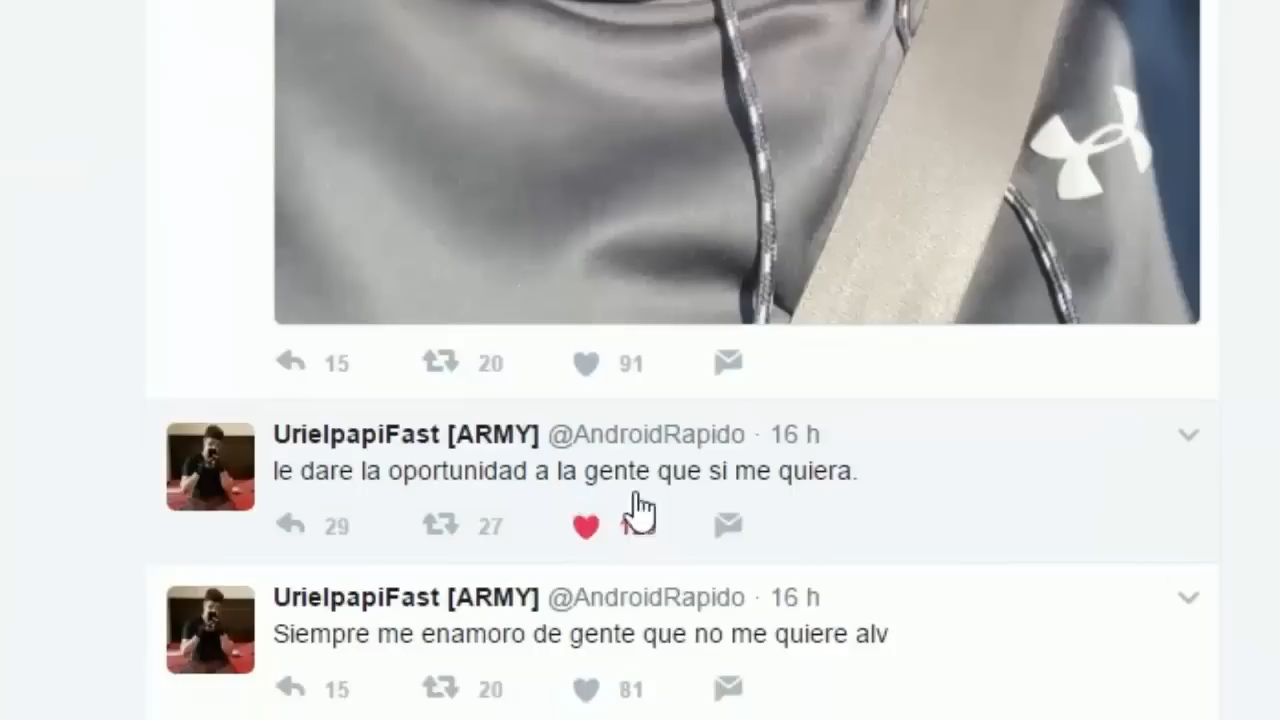 15 20 91
UrielpapiFast [ARMY] @AndroidRapido · 16 h
le dare la oportunidad a la gente que si me quiera.
29 27
UrielpapiFast [ARMY] @AndroidRapido · 16 h
Siempre me enamoro de gente que no me quiere alv
15 20 81